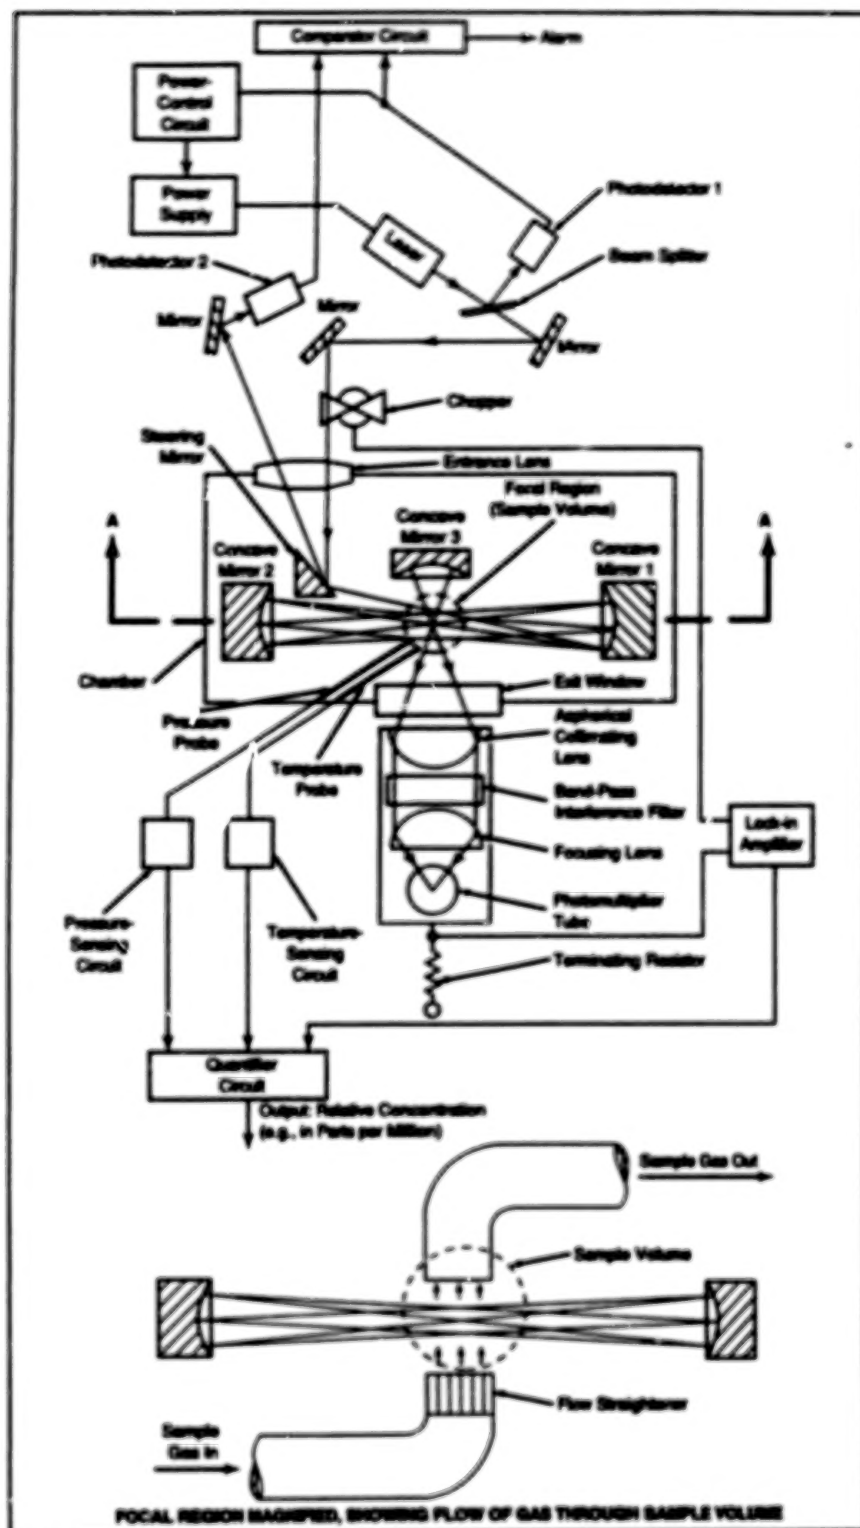 Comparator Circuit
Alarm
Power-
Control
Circuit
Power
Supply
Photodetector 1
Laser
Beam Splitter
Photodetector 2
Mirror
Mirror
Mirror
Chopper
Steering
Mirror
Entrance Lens
Focal Region
(Sample Volume)
A
A
Concave
Mirror 3
Concave
Mirror 2
Concave
Mirror 1
Chamber
Exit Window
Pressure
Probe
Aspherical
Collimating
Lens
Temperature
Probe
Band-Pass
Interference Filter
Lock-in
Amplifier
Focusing Lens
Photomultiplier
Tube
Pressure-
Sensing
Circuit
Temperature-
Sensing
Circuit
Terminating Resistor
Quantifier
Circuit
Output: Relative Concentration
(e.g., in Parts per Million)
Sample Gas Out
Sample Volume
Flow Straightener
Sample
Gas In
FOCAL REGION MAGNIFIED, SHOWING FLOW OF GAS THROUGH SAMPLE VOLUME